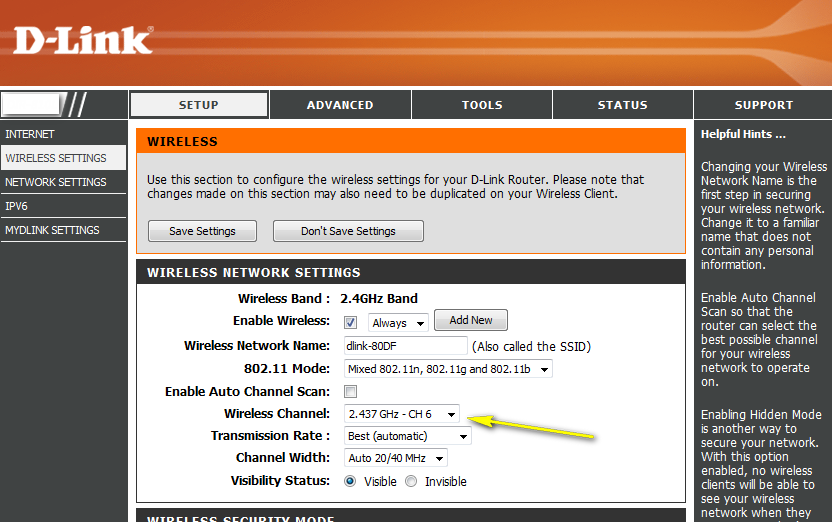 D-Link®
SETUP
ADVANCED
TOOLS
STATUS
SUPPORT
INTERNET
WIRELESS SETTINGS
NETWORK SETTINGS
IPV6
MYDLINK SETTINGS
WIRELESS
Use this section to configure the wireless settings for your D-Link Router. Please note that
changes made on this section may also need to be duplicated on your Wireless Client.
Save Settings
Don't Save Settings
WIRELESS NETWORK SETTINGS
Wireless Band : 2.4GHz Band
Enable Wireless: Always Add New
Wireless Network Name: dlink-80DF (Also called the SSID)
802.11 Mode: Mixed 802.11n, 802.11g and 802.11b
Enable Auto Channel Scan:
Wireless Channel: 2.437 GHz - CH 6
Transmission Rate : Best (automatic)
Channel Width: Auto 20/40 MHz
Visibility Status: Visible Invisible
WIRELESS SECURITY MODE
Helpful Hints ...
Changing your Wireless
Network Name is the
first step in securing
your wireless network.
Change it to a familiar
name that does not
contain any personal
information.
Enable Auto Channel
Scan so that the
router can select the
best possible channel
for your wireless
network to operate
on.
Enabling Hidden Mode
is another way to
secure your network.
With this option
enabled, no wireless
clients will be able to
see your wireless
network when they